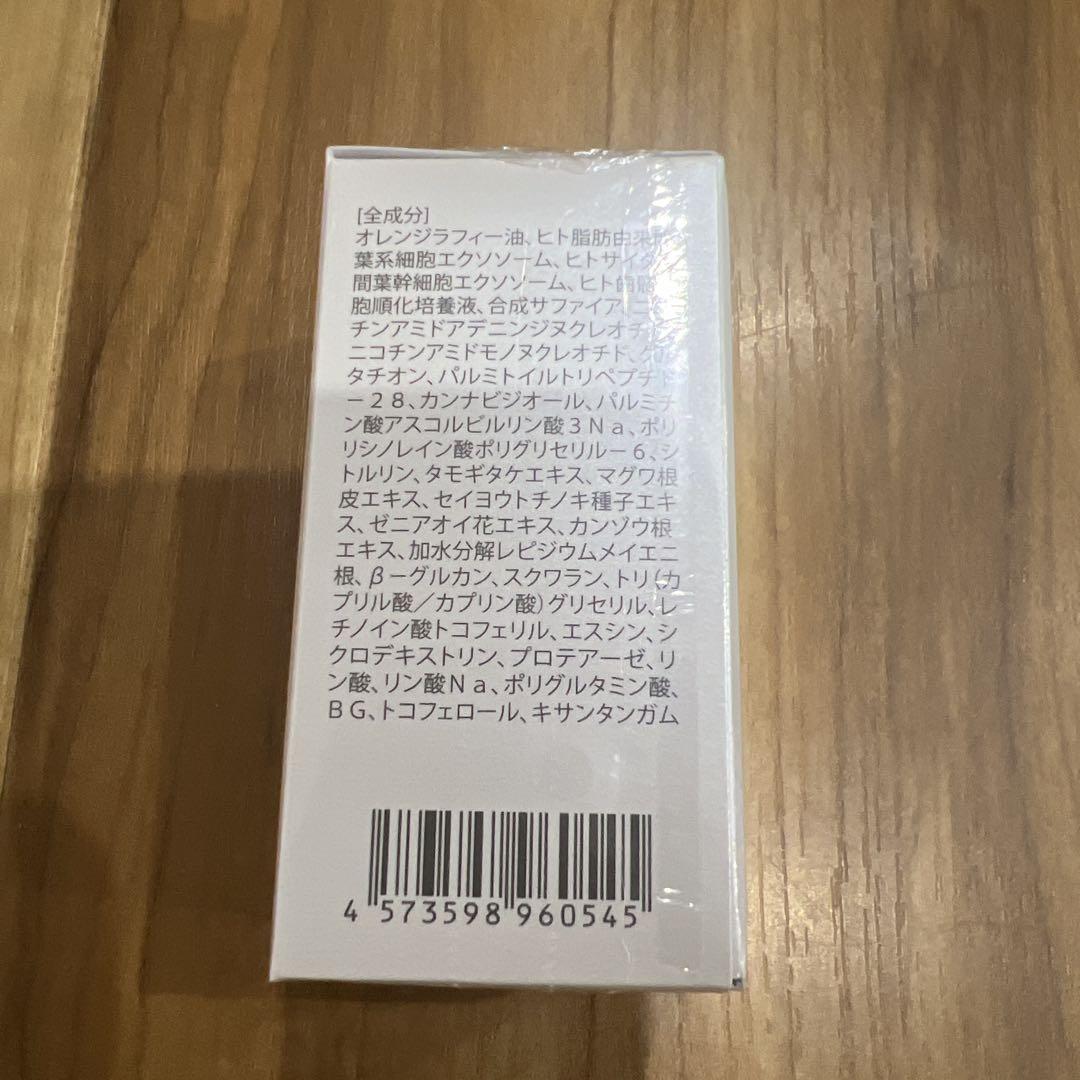 [全成分]
オレンジラフィー油、ヒト脂肪由来
葉系細胞エクソソーム、ヒトサイタイ
間葉幹細胞エクソソーム、ヒト歯髄
胞順化培養液、合成サファイア、ニコ
チンアミドアデニンジヌクレオチド、
ニコチンアミドモノヌクレオチド、グル
タチオン、パルミトイルトリペプチド
－２８、カンナビジオール、パルミチ
ン酸アスコルビルリン酸３Ｎａ、ポリ
リシノレイン酸ポリグリセリル－６、シ
トルリン、タモギタケエキス、マグワ根
皮エキス、セイヨウトチノキ種子エキ
ス、ゼニアオイ花エキス、カンゾウ根
エキス、加水分解レピジウムメイエニ
根、β－グルカン、スクワラン、トリ（カ
プリル酸／カプリン酸）グリセリル、レ
チノイン酸トコフェリル、エスシン、シ
クロデキストリン、プロテアーゼ、リ
ン酸、リン酸Ｎａ、ポリグルタミン酸、
ＢＧ、トコフェロール、キサンタンガム
4 573598 960545